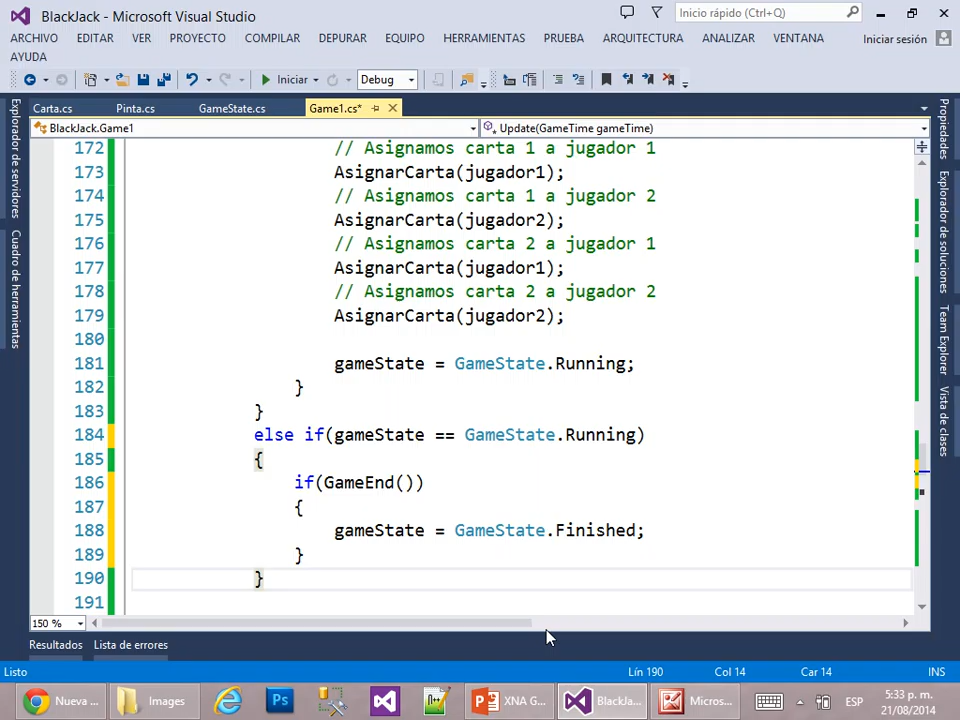 BlackJack - Microsoft Visual Studio
Inicio rápido (Ctrl+Q)
ARCHIVO EDITAR VER PROYECTO COMPILAR DEPURAR EQUIPO HERRAMIENTAS PRUEBA ARQUITECTURA ANALIZAR VENTANA
Iniciar sesión
AYUDA
Iniciar Debug
Carta.cs Pinta.cs GameState.cs Game1.cs*
BlackJack.Game1 Update(GameTime gameTime)
Explorador de servidores
Cuadro de herramientas
172 // Asignamos carta 1 a jugador 1
173 AsignarCarta(jugador1);
174 // Asignamos carta 1 a jugador 2
175 AsignarCarta(jugador2);
176 // Asignamos carta 2 a jugador 1
177 AsignarCarta(jugador1);
178 // Asignamos carta 2 a jugador 2
179 AsignarCarta(jugador2);
180
181 gameState = GameState.Running;
182 }
183 }
184 else if(gameState == GameState.Running)
185 {
186 if(GameEnd())
187 {
188 gameState = GameState.Finished;
189 }
190 }
191
Propiedades
Explorador de soluciones
Team Explorer
Vista de clases
150 %
Resultados Lista de errores
Listo Lín 190 Col 14 Car 14 INS
Nueva ... Images Ps XNA G... BlackJa... Micros... ESP 5:33 p. m.
21/08/2014